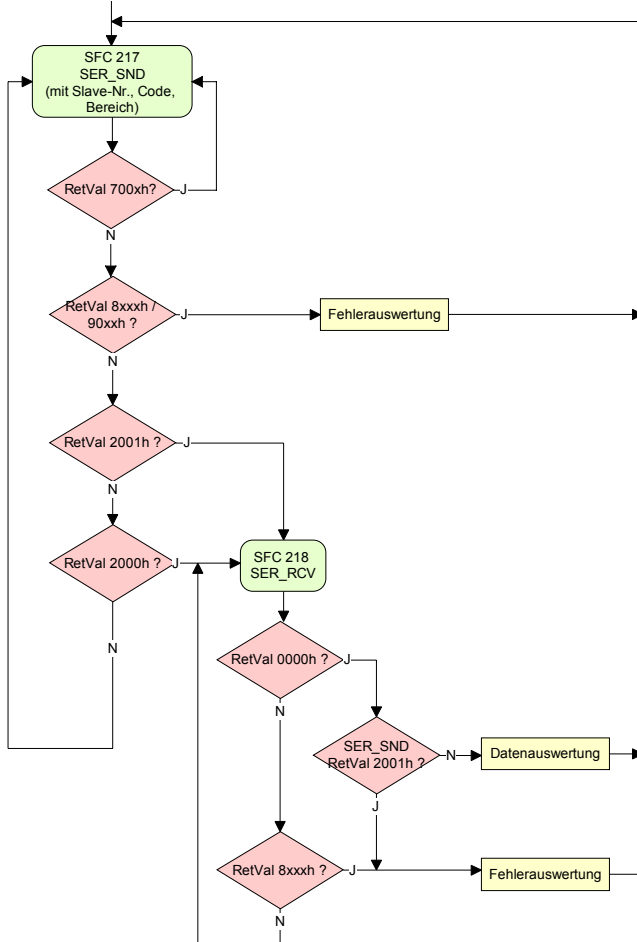 SFC 217
SER_SND
(mit Slave-Nr., Code,
Bereich)
RetVal 700xh?
J
N
RetVal 8xxxh /
90xxh ?
J
Fehlerauswertung
N
RetVal 2001h ?
J
N
RetVal 2000h ?
J
SFC 218
SER_RCV
N
RetVal 0000h ?
J
N
SER_SND
RetVal 2001h ?
N
Datenauswertung
J
RetVal 8xxxh ?
J
Fehlerauswertung
N